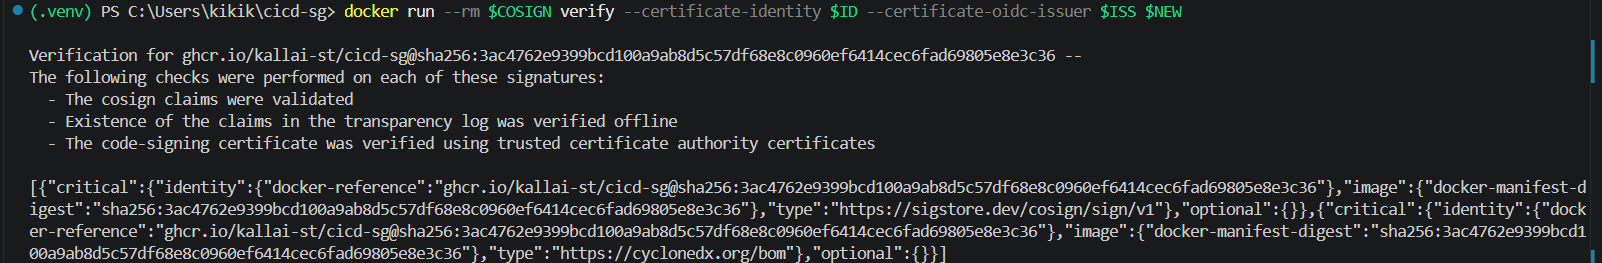 (.venv) PS C:\Users\kikik\cicd-sg> docker run --rm $COSIGN verify --certificate-identity $ID --certificate-oidc-issuer $ISS $NEW
Verification for ghcr.io/kallai-st/cicd-sg@sha256:3ac4762e9399bcd100a9ab8d5c57df68e8c0960ef6414cec6fad69805e8e3c36 --
The following checks were performed on each of these signatures:
- The cosign claims were validated
- Existence of the claims in the transparency log was verified offline
- The code-signing certificate was verified using trusted certificate authority certificates
[{"critical":{"identity":{"docker-reference":"ghcr.io/kallai-st/cicd-sg@sha256:3ac4762e9399bcd100a9ab8d5c57df68e8c0960ef6414cec6fad69805e8e3c36"},"image":{"docker-manifest-d
igest":"sha256:3ac4762e9399bcd100a9ab8d5c57df68e8c0960ef6414cec6fad69805e8e3c36"},"type":"https://sigstore.dev/cosign/sign/v1"},"optional":{}},{"critical":{"identity":{"dock
er-reference":"ghcr.io/kallai-st/cicd-sg@sha256:3ac4762e9399bcd100a9ab8d5c57df68e8c0960ef6414cec6fad69805e8e3c36"},"image":{"docker-manifest-digest":"sha256:3ac4762e9399bcd1
00a9ab8d5c57df68e8c0960ef6414cec6fad69805e8e3c36"},"type":"https://cyclonedx.org/bom"},"optional":{}}]